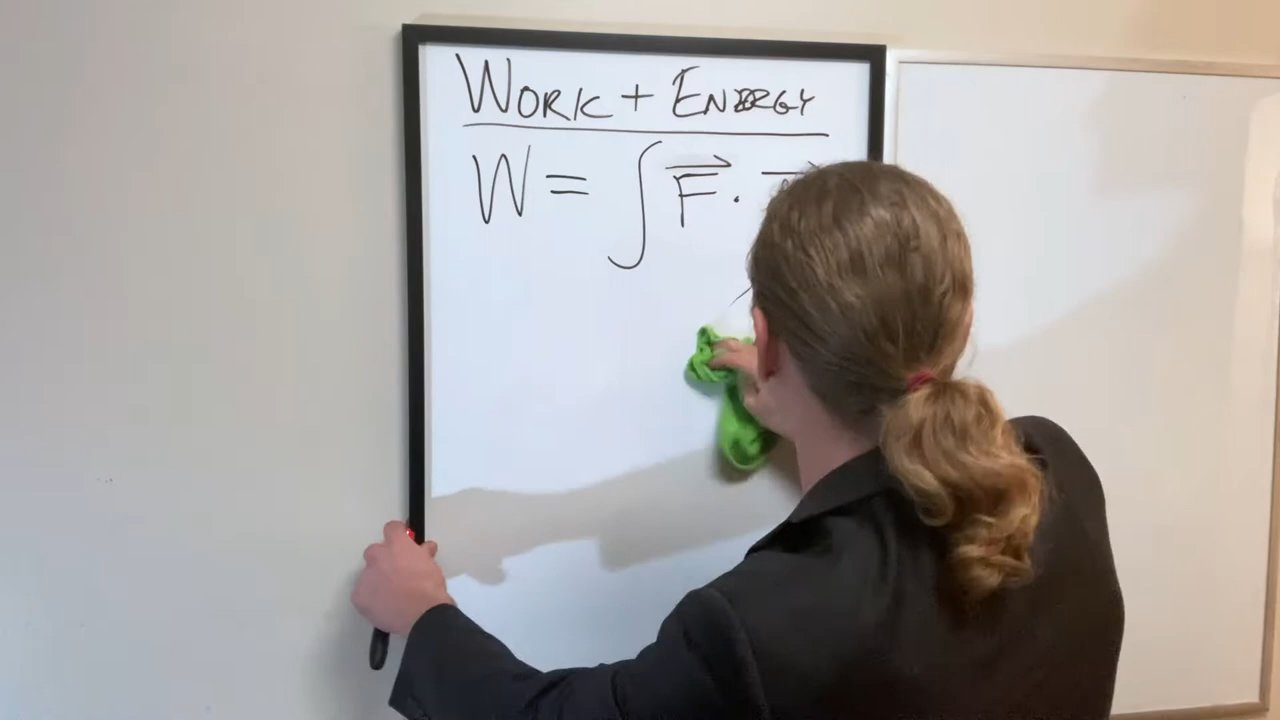 WORK + ENERGY
W = ∫ F⃗ ·